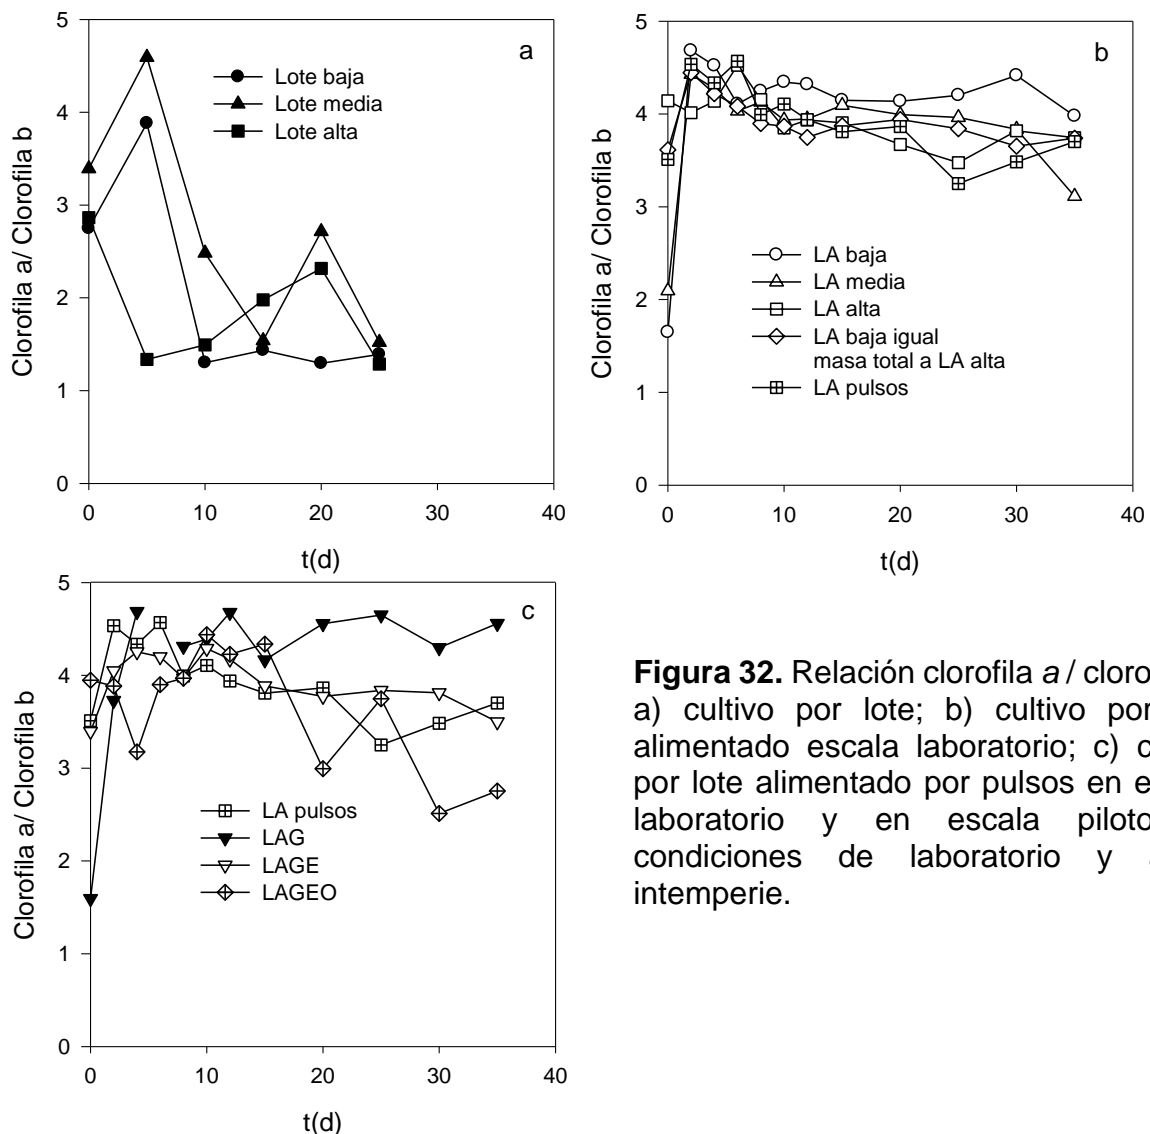 5
4
3
2
1
0
Clorofila a/ Clorofila b
a
Lote baja
Lote media
Lote alta
0 10 20 30 40
t(d)
5
4
3
2
1
0
Clorofila a/ Clorofila b
b
LA baja
LA media
LA alta
LA baja igual
masa total a LA alta
LA pulsos
0 10 20 30 40
t(d)
5
4
3
2
1
0
Clorofila a/ Clorofila b
c
LA pulsos
LAG
LAGE
LAGEO
0 10 20 30 40
t(d)
Figura 32. Relación clorofila a / cloro
a) cultivo por lote; b) cultivo por
alimentado escala laboratorio; c) c
por lote alimentado por pulsos en e
laboratorio y en escala piloto
condiciones de laboratorio y
intemperie.